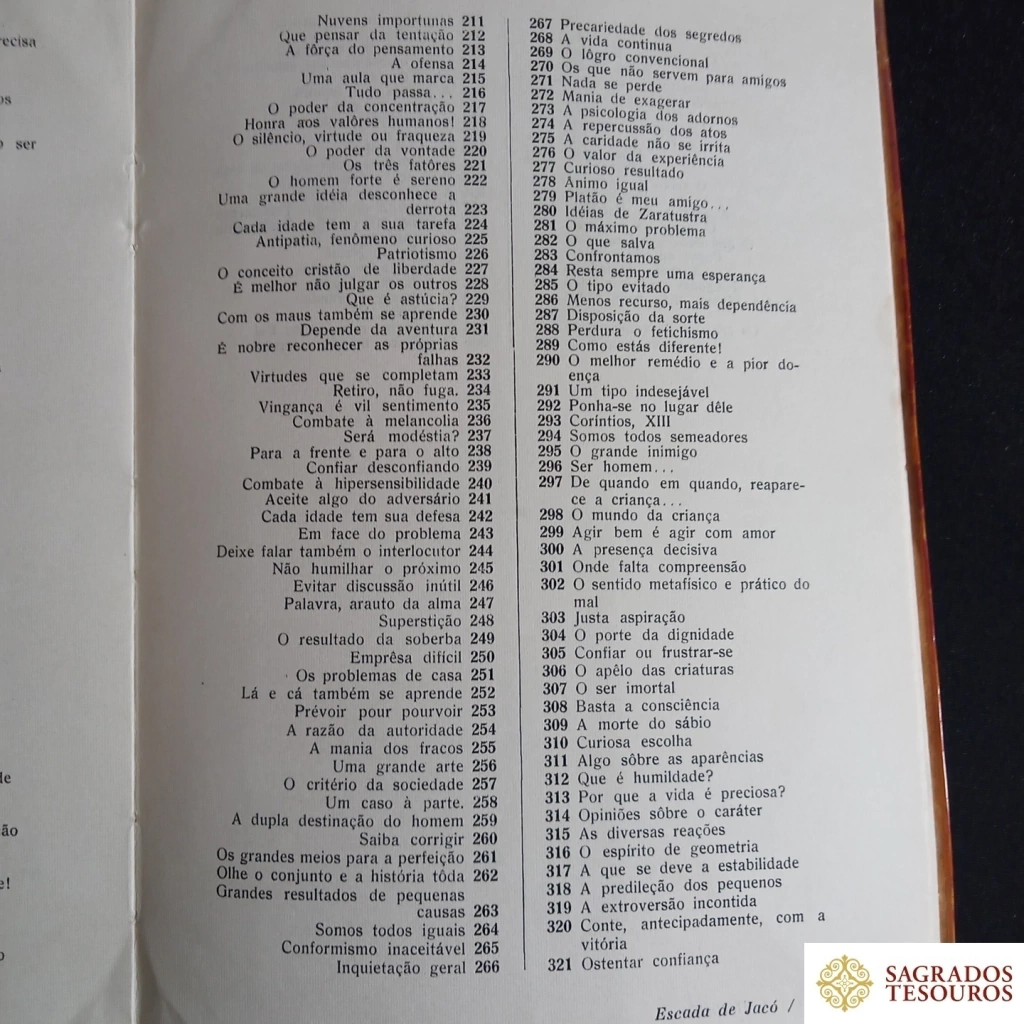 recisa
ser
ão
e!
Nuvens importunas 211
Que pensar da tentação 212
A fôrça do pensamento 213
A ofensa 214
Uma aula que marca 215
Tudo passa... 216
O poder da concentração 217
Honra aos valôres humanos! 218
O silêncio, virtude ou fraqueza 219
O poder da vontade 220
Os três fatôres 221
O homem forte é sereno 222
Uma grande idéia desconhece a
derrota 223
Cada idade tem a sua tarefa 224
Antipatia, fenômeno curioso 225
Patriotismo 226
O conceito cristão de liberdade 227
É melhor não julgar os outros 228
Que é astúcia? 229
Com os maus também se aprende 230
Depende da aventura 231
É nobre reconhecer as próprias
falhas 232
Virtudes que se completam 233
Retiro, não fuga. 234
Vingança é vil sentimento 235
Combate à melancolia 236
Será modéstia? 237
Para a frente e para o alto 238
Confiar desconfiando 239
Combate à hipersensibilidade 240
Aceite algo do adversário 241
Cada idade tem sua defesa 242
Em face do problema 243
Deixe falar também o interlocutor 244
Não humilhar o próximo 245
Evitar discussão inútil 246
Palavra, arauto da alma 247
Superstição 248
O resultado da soberba 249
Emprêsa difícil 250
Os problemas de casa 251
Lá e cá também se aprende 252
Prévoir pour pourvoir 253
A razão da autoridade 254
A mania dos fracos 255
Uma grande arte 256
O critério da sociedade 257
Um caso à parte. 258
A dupla destinação do homem 259
Saiba corrigir 260
Os grandes meios para a perfeição 261
Olhe o conjunto e a história tôda 262
Grandes resultados de pequenas
causas 263
Somos todos iguais 264
Conformismo inaceitável 265
Inquietação geral 266
267 Precariedade dos segredos
268 A vida continua
269 O lôgro convencional
270 Os que não servem para amigos
271 Nada se perde
272 Mania de exagerar
273 A psicologia dos adornos
274 A repercussão dos atos
275 A caridade não se irrita
276 O valor da experiência
277 Curioso resultado
278 Ânimo igual
279 Platão é meu amigo...
280 Idéias de Zaratustra
281 O máximo problema
282 O que salva
283 Confrontamos
284 Resta sempre uma esperança
285 O tipo evitado
286 Menos recurso, mais dependência
287 Disposição da sorte
288 Perdura o fetichismo
289 Como estás diferente!
290 O melhor remédio e a pior do-
ença
291 Um tipo indesejável
292 Ponha-se no lugar dêle
293 Coríntios, XIII
294 Somos todos semeadores
295 O grande inimigo
296 Ser homem...
297 De quando em quando, reapare-
ce a criança...
298 O mundo da criança
299 Agir bem é agir com amor
300 A presença decisiva
301 Onde falta compreensão
302 O sentido metafísico e prático do
mal
303 Justa aspiração
304 O porte da dignidade
305 Confiar ou frustrar-se
306 O apêlo das criaturas
307 O ser imortal
308 Basta a consciência
309 A morte do sábio
310 Curiosa escolha
311 Algo sôbre as aparências
312 Que é humildade?
313 Por que a vida é preciosa?
314 Opiniões sôbre o caráter
315 As diversas reações
316 O espírito de geometria
317 A que se deve a estabilidade
318 A predileção dos pequenos
319 A extroversão incontida
320 Conte, antecipadamente, com a
vitória
321 Ostentar confiança
Escada de Jacó /
SAGRADOS
TESOUROS